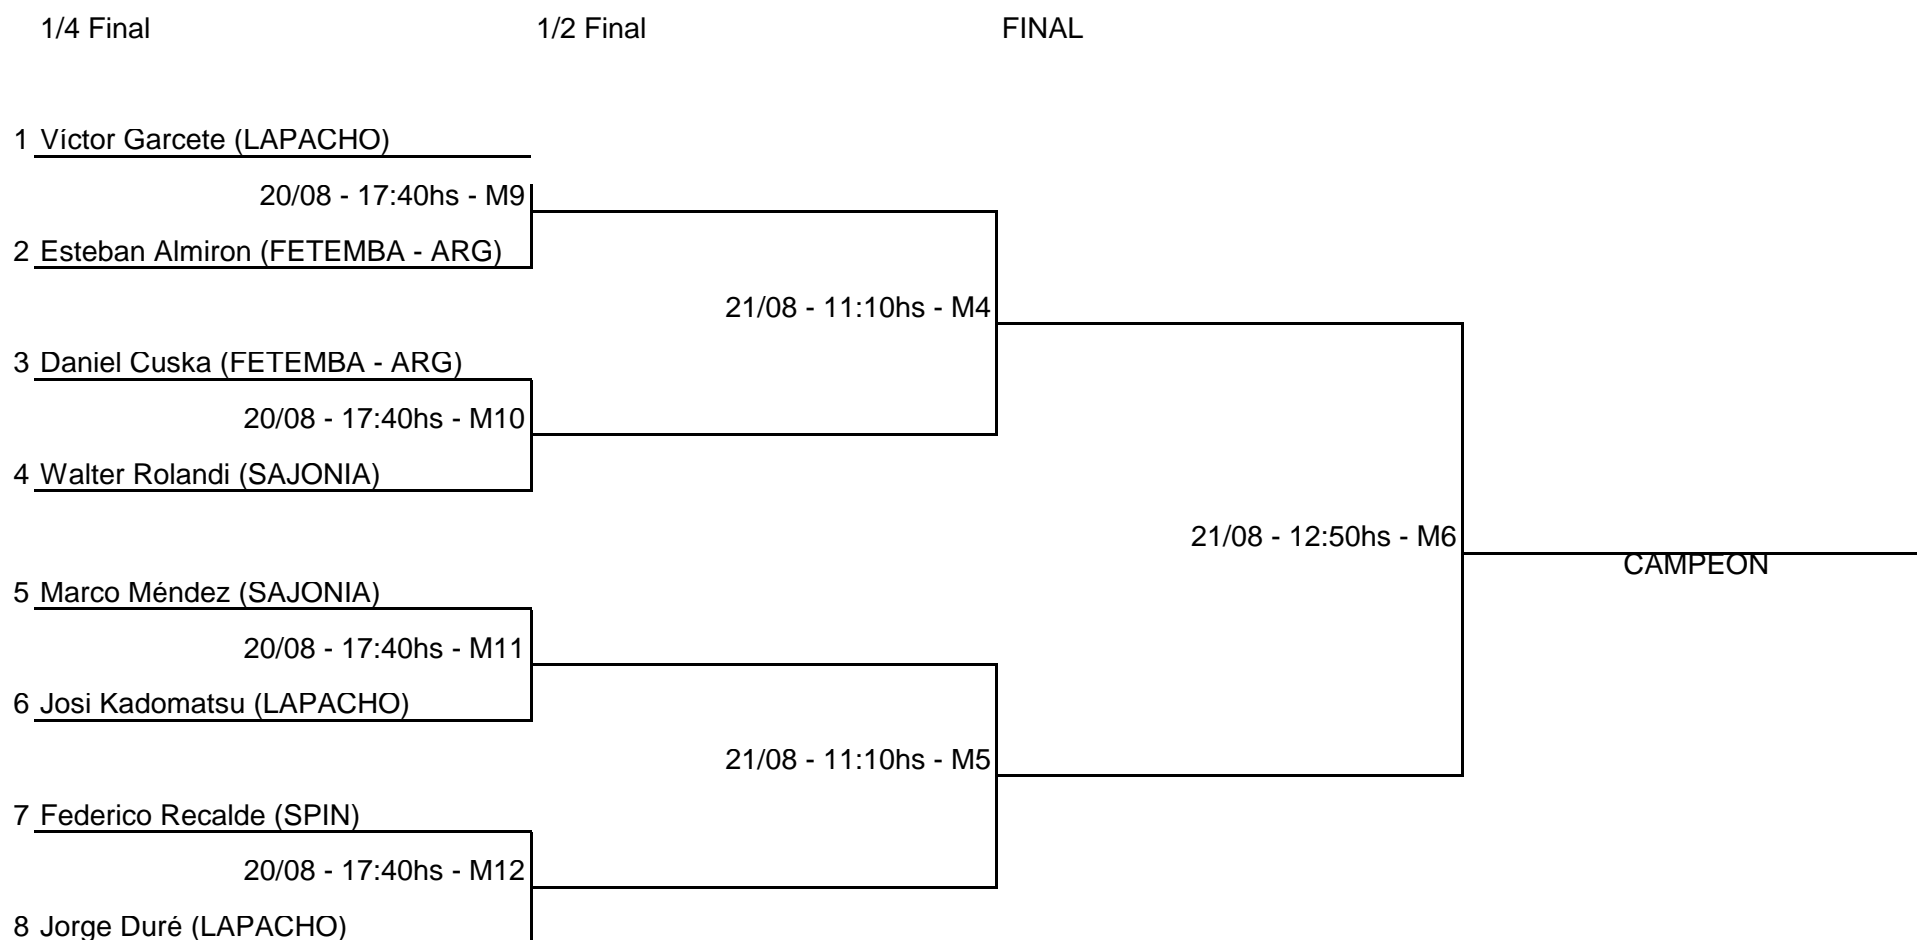 1/4 Final 1/2 Final FINAL
1 Víctor Garcete (LAPACHO)
20/08 - 17:40hs - M9
2 Esteban Almiron (FETEMBA - ARG)
21/08 - 11:10hs - M4
3 Daniel Cuska (FETEMBA - ARG)
20/08 - 17:40hs - M10
4 Walter Rolandi (SAJONIA)
21/08 - 12:50hs - M6
CAMPEON
5 Marco Méndez (SAJONIA)
20/08 - 17:40hs - M11
6 Josi Kadomatsu (LAPACHO)
21/08 - 11:10hs - M5
7 Federico Recalde (SPIN)
20/08 - 17:40hs - M12
8 Jorge Duré (LAPACHO)